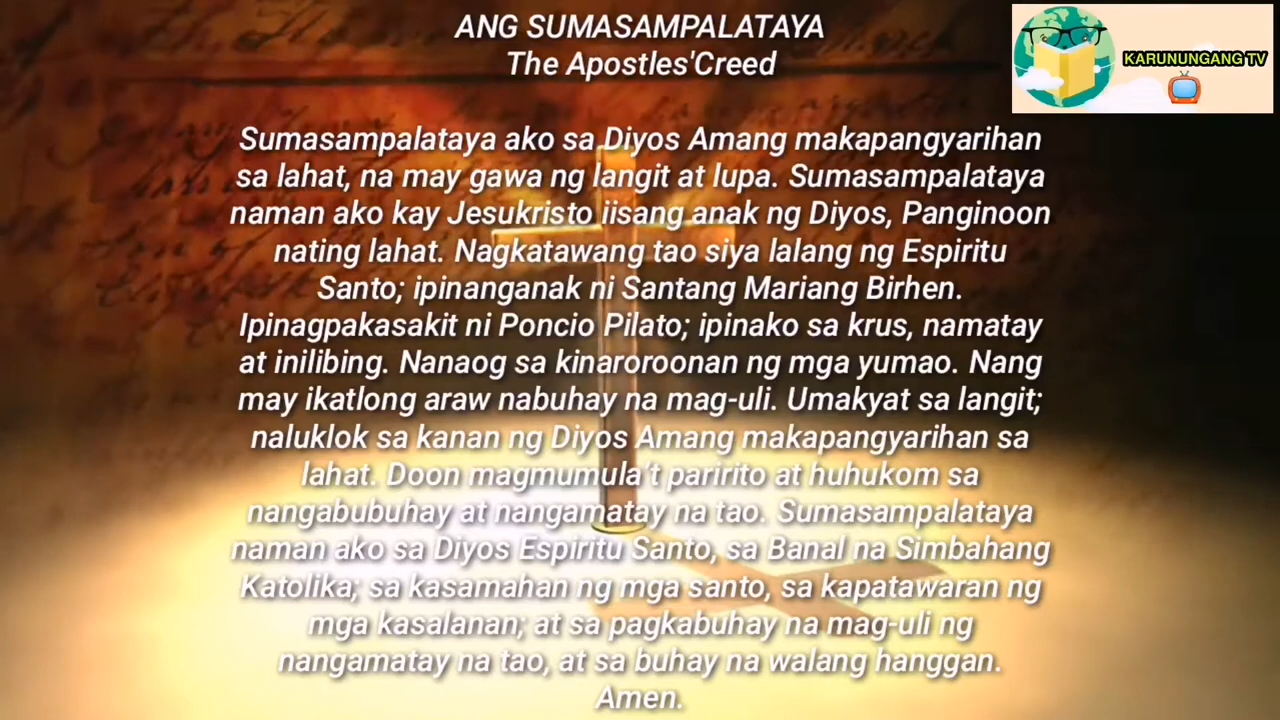 ANG SUMASAMPALATAYA
The Apostles'Creed
KARUNUNGANG TV
Sumasampalataya ako sa Diyos Amang makapangyarihan
sa lahat, na may gawa ng langit at lupa. Sumasampalataya
naman ako kay Jesukristo iisang anak ng Diyos, Panginoon
nating lahat. Nagkatawang tao siya lalang ng Espiritu
Santo; ipinanganak ni Santang Mariang Birhen.
Ipinagpakasakit ni Poncio Pilato; ipinako sa krus, namatay
at inilibing. Nanaog sa kinaroroonan ng mga yumao. Nang
may ikatlong araw nabuhay na mag-uli. Umakyat sa langit;
naluklok sa kanan ng Diyos Amang makapangyarihan sa
lahat. Doon magmumula't paririto at huhukom sa
nangabubuhay at nangamatay na tao. Sumasampalataya
naman ako sa Diyos Espiritu Santo, sa Banal na Simbahang
Katolika; sa kasamahan ng mga santo, sa kapatawaran ng
mga kasalanan; at sa pagkabuhay na mag-uli ng
nangamatay na tao, at sa buhay na walang hanggan.
Amen.